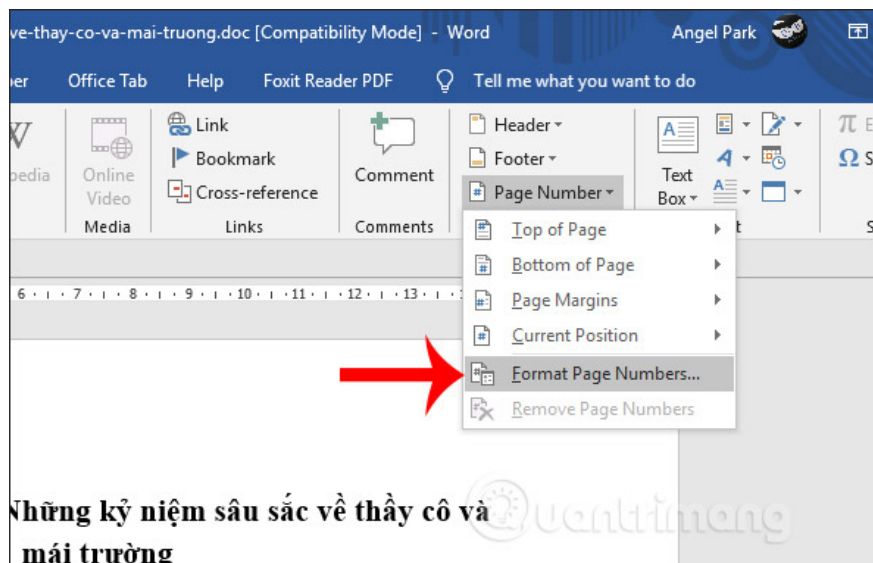 ve-thay-co-va-mai-truong.doc [Compatibility Mode] - Word Angel Park
Office Tab Help Foxit Reader PDF Tell me what you want to do
Link Header
Bookmark Footer
Online Video Cross-reference Comment Page Number Text Box
Media Links Comments
Top of Page
Bottom of Page
6 7 8 9 10 11 12 13
Page Margins
Current Position
Format Page Numbers...
Remove Page Numbers
Những kỷ niệm sâu sắc về thầy cô và
mái trường
Quantrimang